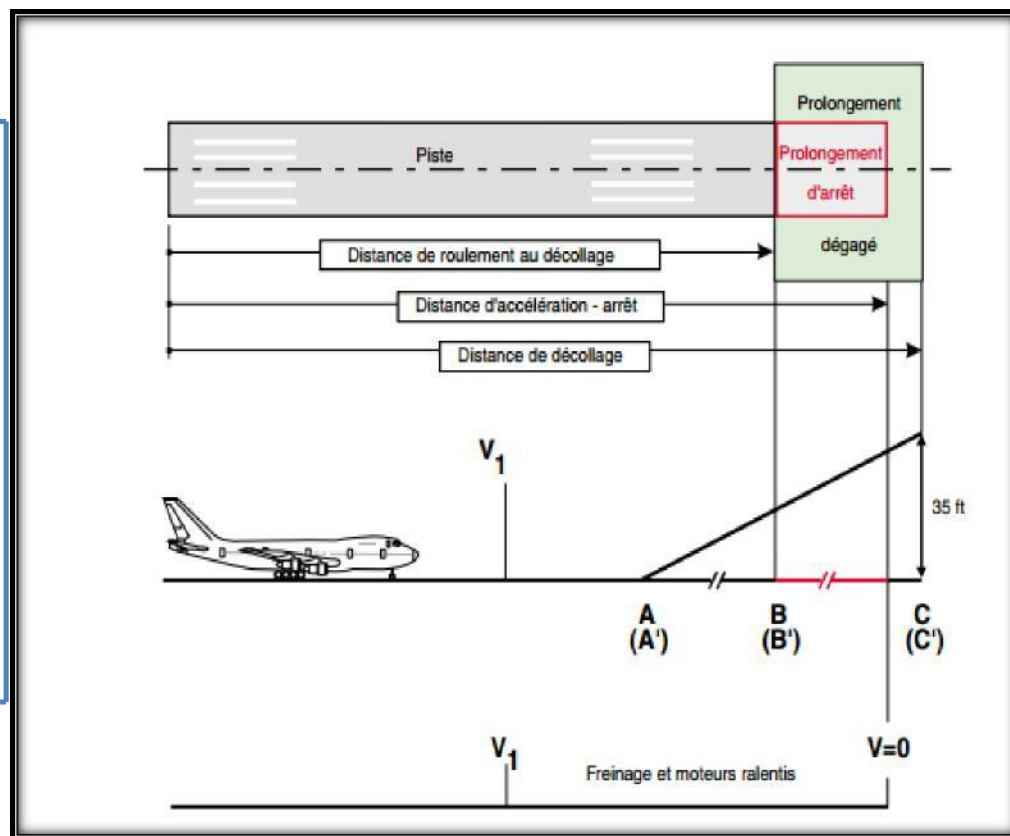 Prolongement
Piste
Prolongement
d'arrêt
dégagé
Distance de roulement au décollage
Distance d'accélération - arrêt
Distance de décollage
V1
35 ft
A
(A')
B
(B')
C
(C')
V1
V=0
Freinage et moteurs ralentis